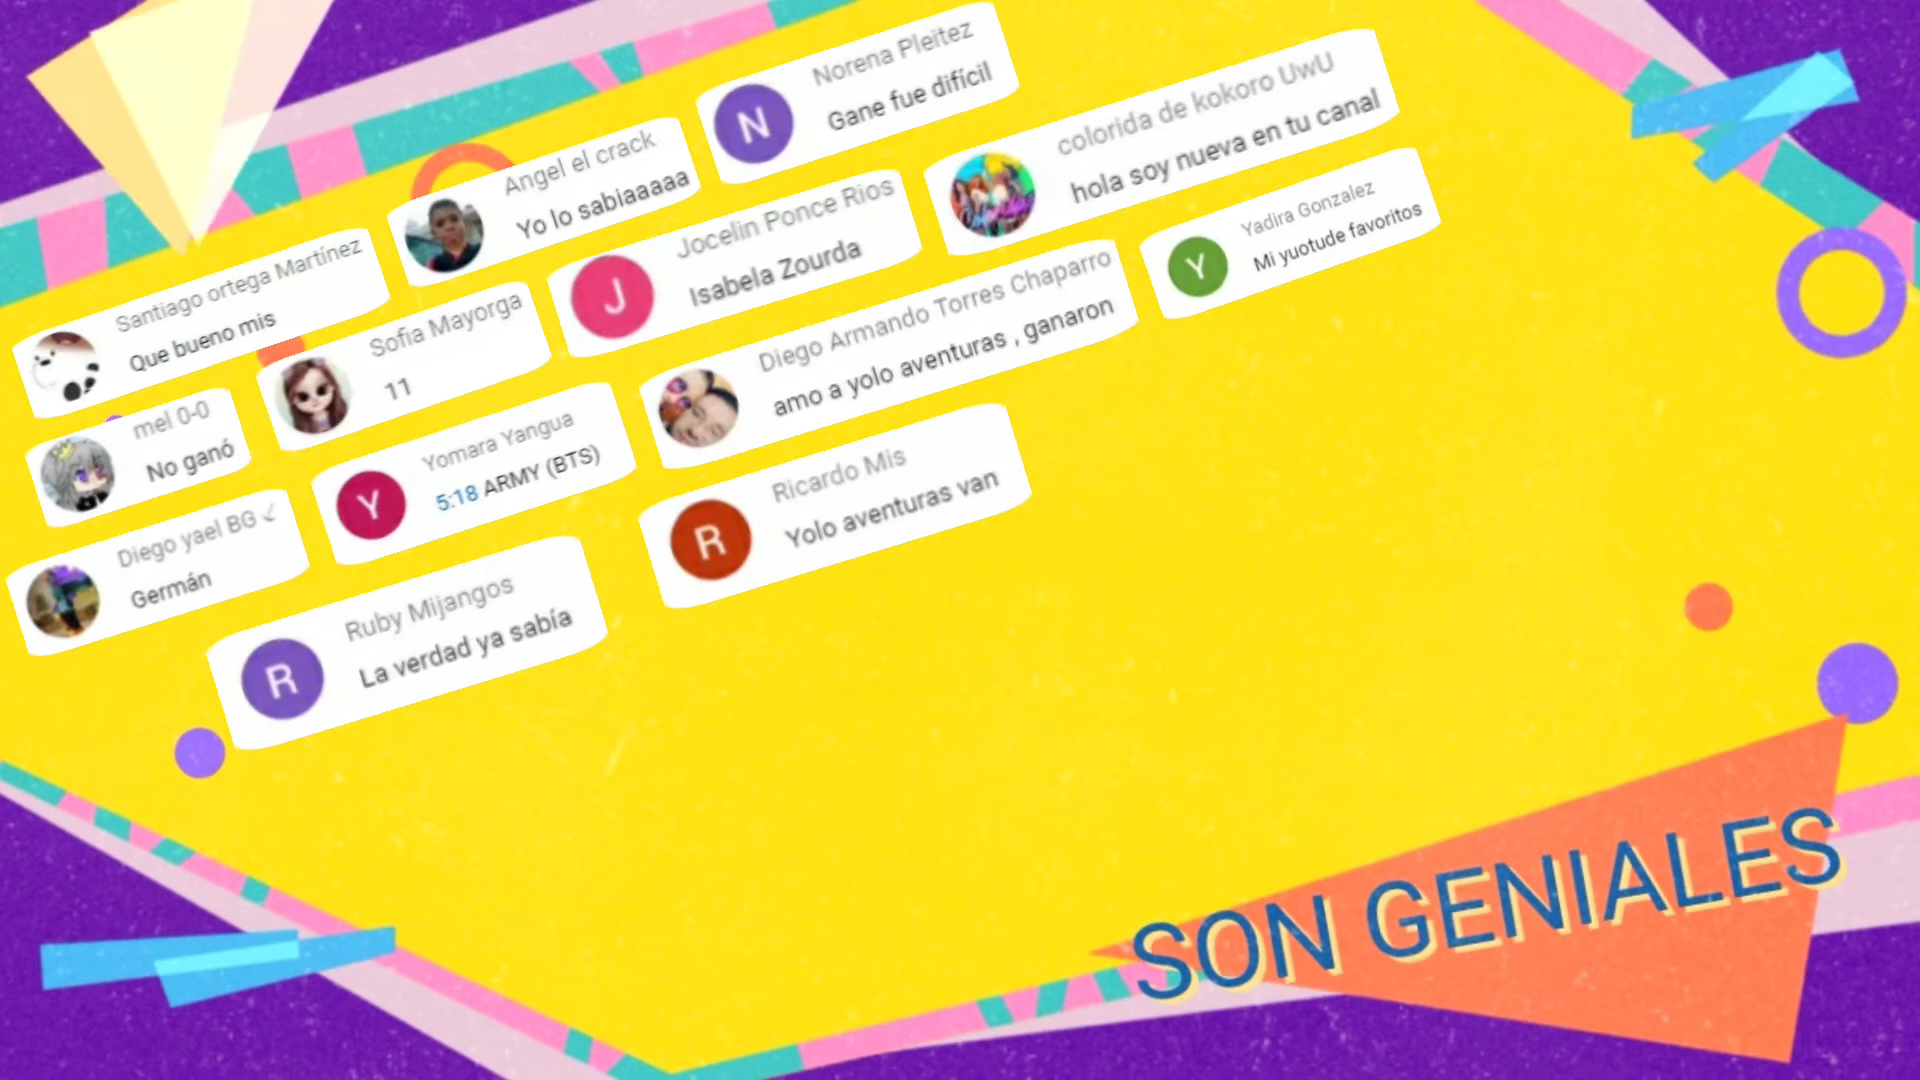 Norena Pleitez
N
Gane fue difícil
colorida de kokoro UwU
hola soy nueva en tu canal
Angel el crack
Yo lo sabiaaaaa
Jocelin Ponce Rios
J
Isabela Zourda
Yadira Gonzalez
Y
Mi yuotude favoritos
Santiago ortega Martínez
Que bueno mis
Sofia Mayorga
11
Diego Armando Torres Chaparro
amo a yolo aventuras , ganaron
mel 0-0
No ganó
Yomara Yangua
Y
5:18 ARMY (BTS)
Ricardo Mis
R
Yolo aventuras van
Diego yael BG
Germán
Ruby Mijangos
R
La verdad ya sabía
SON GENIALES